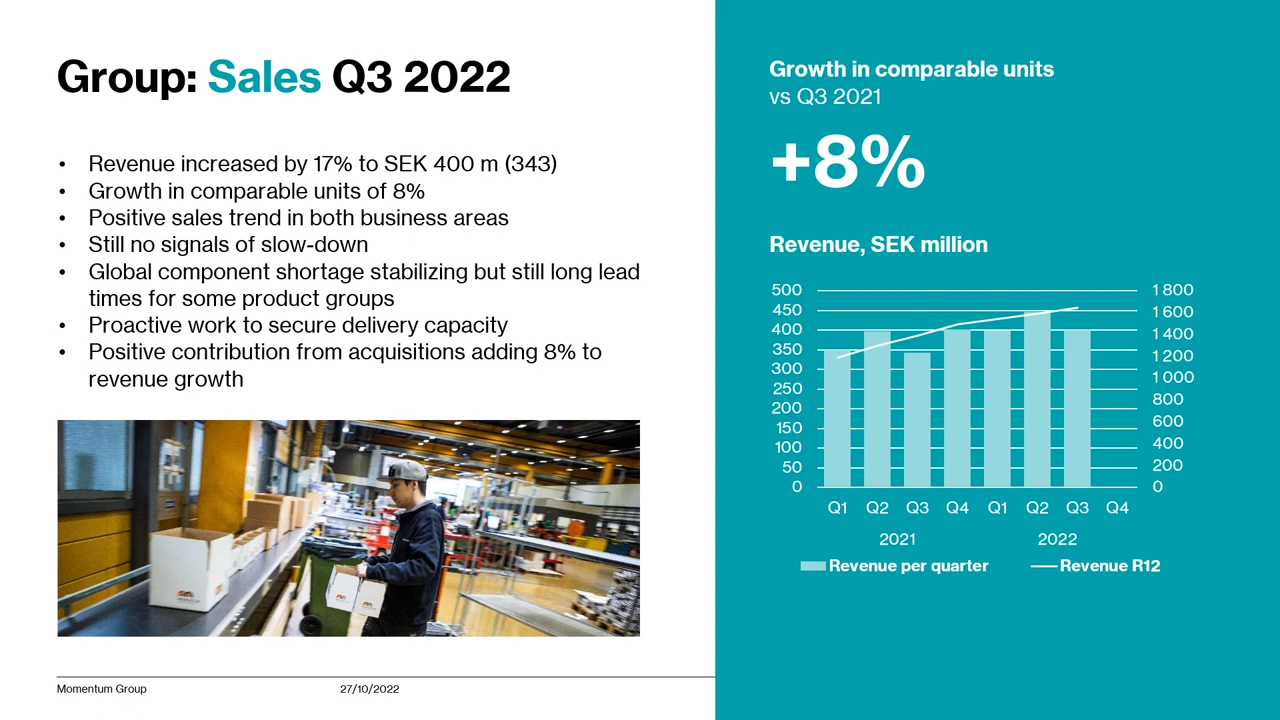 Group: Sales Q3 2022
• Revenue increased by 17% to SEK 400 m (343)
• Growth in comparable units of 8%
• Positive sales trend in both business areas
• Still no signals of slow-down
• Global component shortage stabilizing but still long lead
times for some product groups
• Proactive work to secure delivery capacity
• Positive contribution from acquisitions adding 8% to
revenue growth
Momentum Group 27/10/2022
Growth in comparable units
vs Q3 2021
+8%
Revenue, SEK million
500
450
400
350
300
250
200
150
100
50
0
1 800
1 600
1 400
1 200
1 000
800
600
400
200
0
Q1 Q2 Q3 Q4 Q1 Q2 Q3 Q4
2021 2022
Revenue per quarter Revenue R12